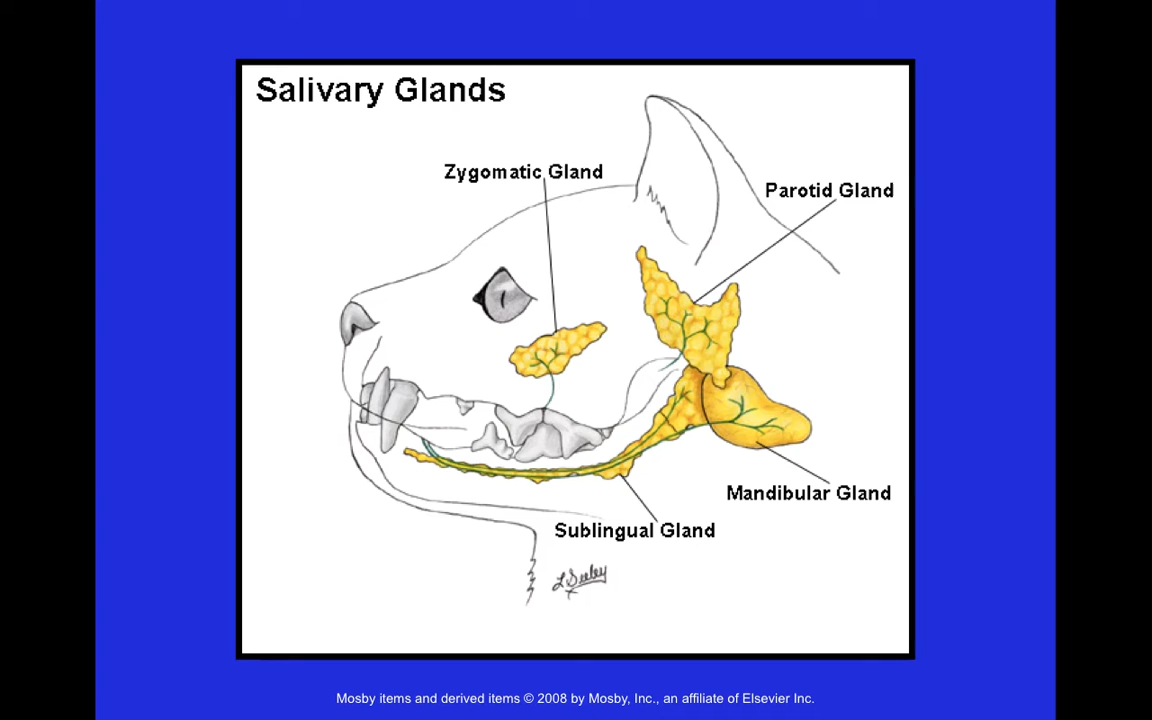 Salivary Glands
Zygomatic Gland
Parotid Gland
Mandibular Gland
Sublingual Gland
Mosby items and derived items © 2008 by Mosby, Inc., an affiliate of Elsevier Inc.